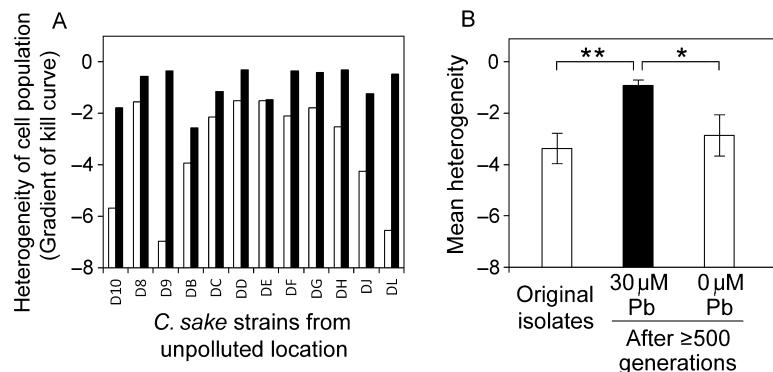 A
Heterogeneity of cell population
(Gradient of kill curve)
0
−2
−4
−6
−8
D10
D8
D9
DB
DC
DD
DE
DF
DG
DH
DJ
DL
C. sake strains from
unpolluted location
B
Mean heterogeneity
0
−2
−4
−6
−8
**
*
Original
isolates
30 µM
Pb
0 µM
Pb
After ≥500
generations